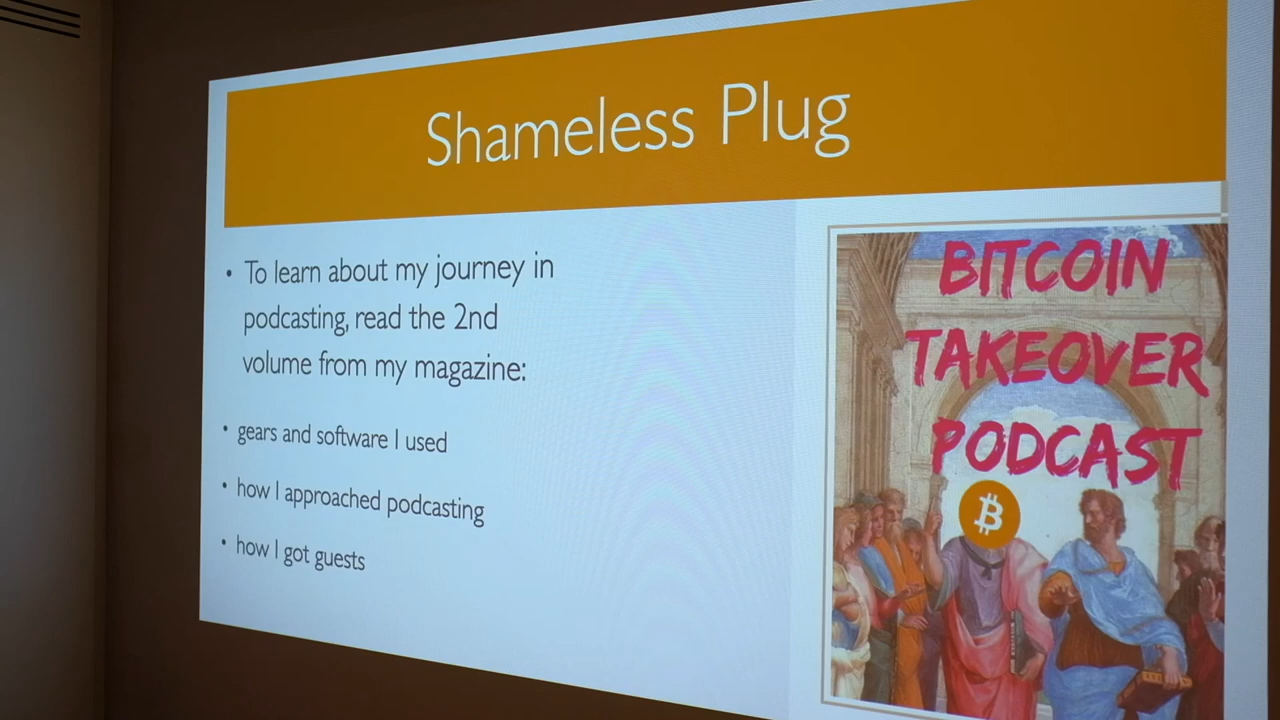 Shameless Plug
• To learn about my journey in
podcasting, read the 2nd
volume from my magazine:
• gears and software I used
• how I approached podcasting
• how I got guests
BITCOIN
TAKEOVER
PODCAST